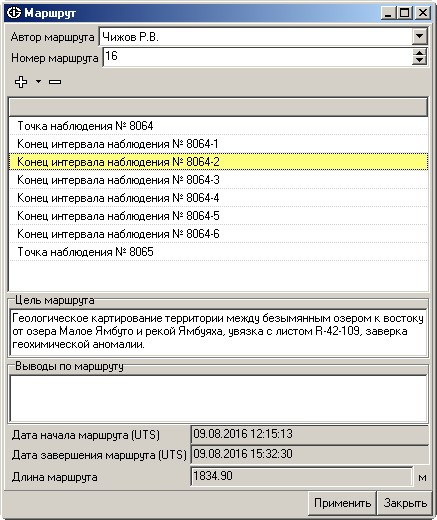 Маршрут
Автор маршрута Чижов Р.В.
Номер маршрута 16
Точка наблюдения № 8064
Конец интервала наблюдения № 8064-1
Конец интервала наблюдения № 8064-2
Конец интервала наблюдения № 8064-3
Конец интервала наблюдения № 8064-4
Конец интервала наблюдения № 8064-5
Конец интервала наблюдения № 8064-6
Точка наблюдения № 8065
Цель маршрута
Геологическое картирование территории между безымянным озером к востоку
от озера Малое Ямбуто и рекой Ямбуяха, увязка с листом R-42-109, заверка
геохимической аномалии.
Выводы по маршруту
Дата начала маршрута (UTS) 09.08.2016 12:15:13
Дата завершения маршрута (UTS) 09.08.2016 15:32:30
Длина маршрута 1834.90 м
Применить Закрыть